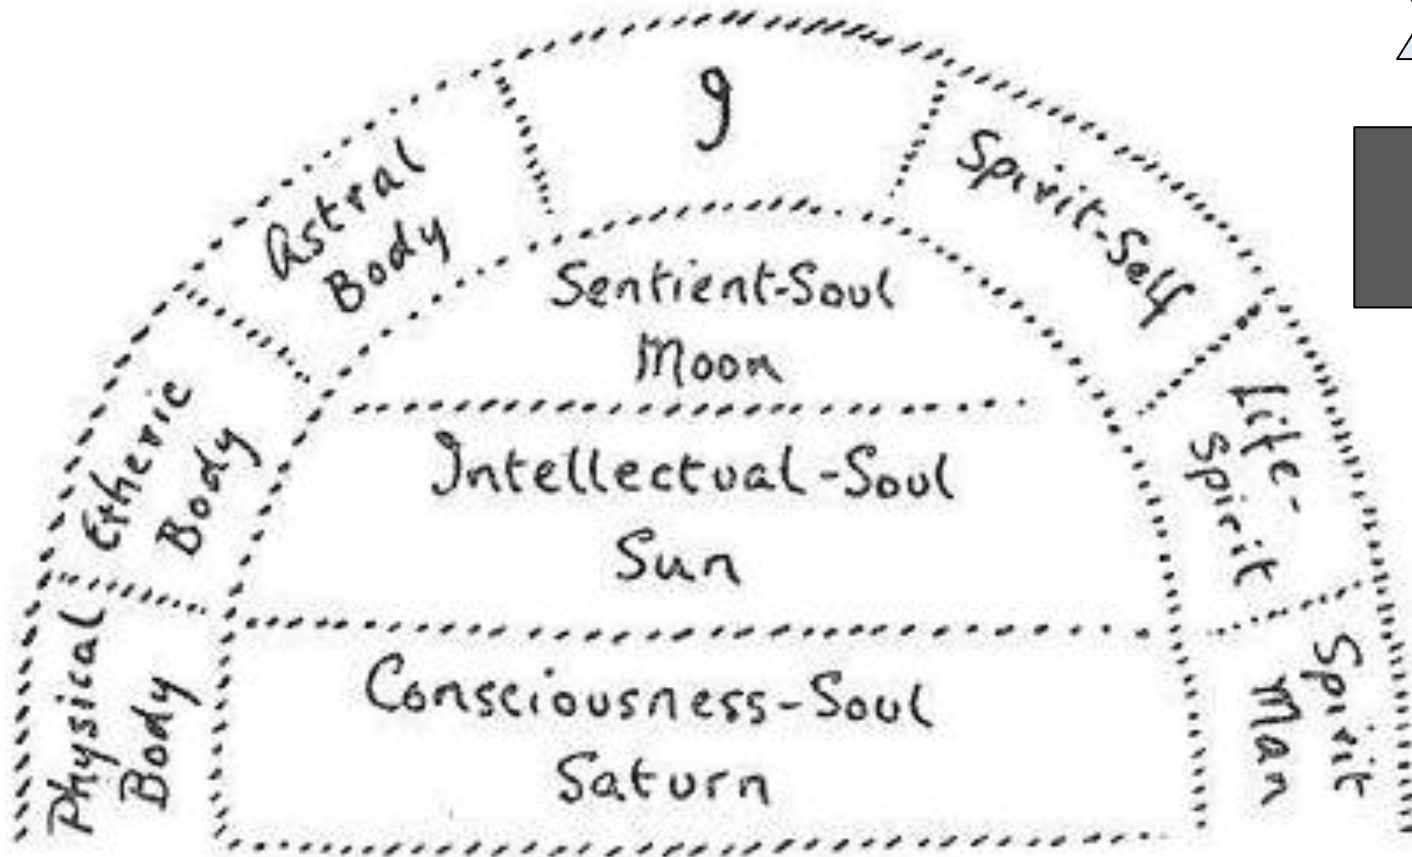 I
Astral
Body
Spirit-Self
Etheric
Body
Life-
Spirit
Physical
Body
Spirit
Man
Sentient-Soul
Moon
Intellectual-Soul
Sun
Consciousness-Soul
Saturn